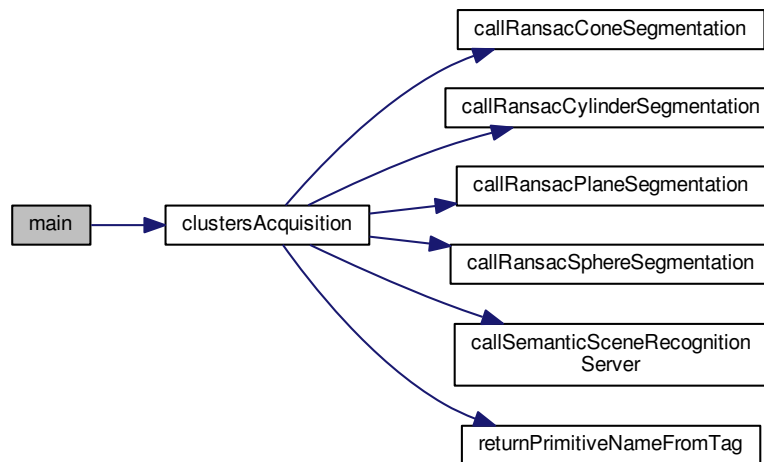 main
clustersAcquisition
callRansacConeSegmentation
callRansacCylinderSegmentation
callRansacPlaneSegmentation
callRansacSphereSegmentation
callSemanticSceneRecognition
Server
returnPrimitiveNameFromTag